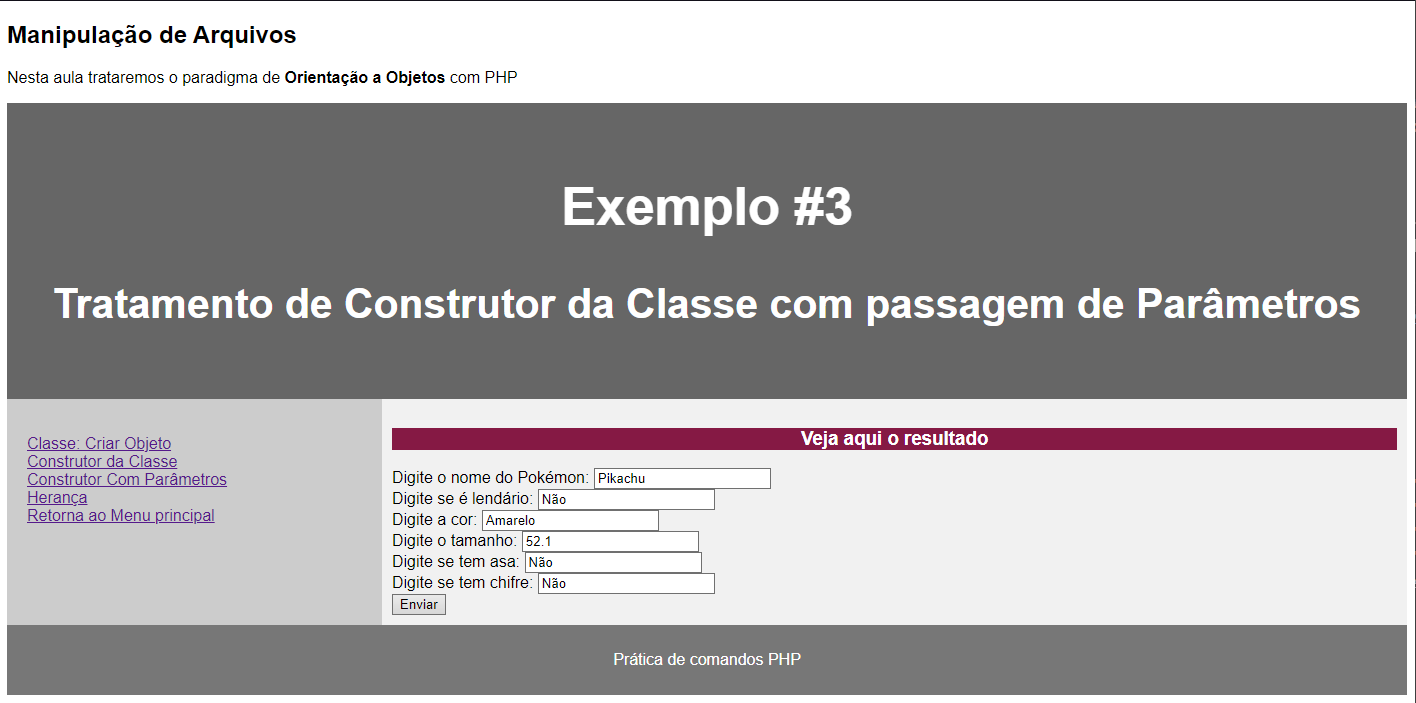 Manipulação de Arquivos
Nesta aula trataremos o paradigma de Orientação a Objetos com PHP
Exemplo #3
Tratamento de Construtor da Classe com passagem de Parâmetros
Classe: Criar Objeto
Construtor da Classe
Construtor Com Parâmetros
Herança
Retorna ao Menu principal
Veja aqui o resultado
Digite o nome do Pokémon: Pikachu
Digite se é lendário: Não
Digite a cor: Amarelo
Digite o tamanho: 52.1
Digite se tem asa: Não
Digite se tem chifre: Não
Enviar
Prática de comandos PHP